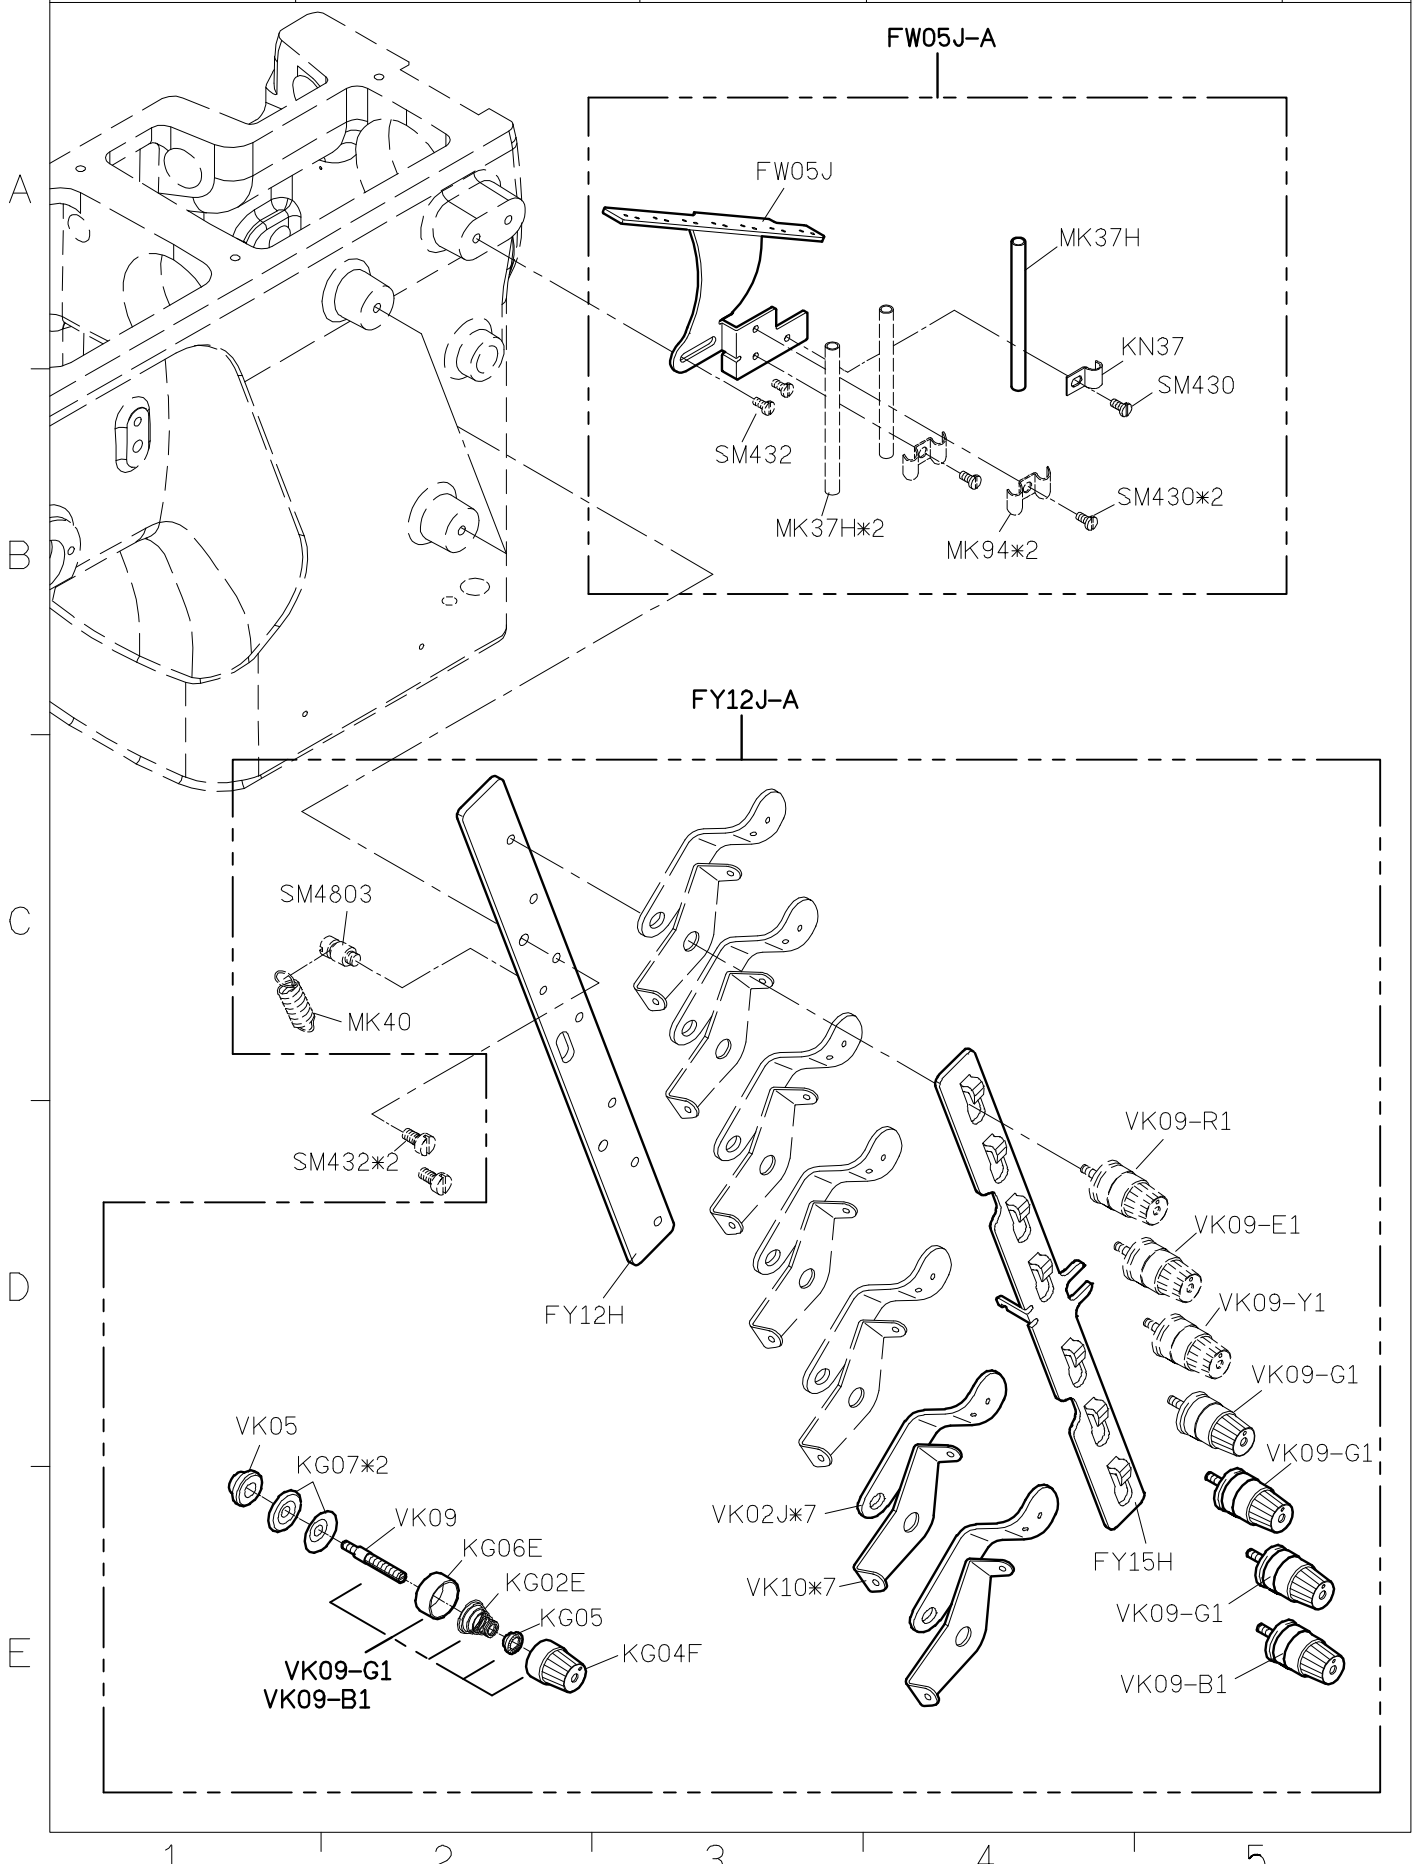 FW05J-A
A
FW05J
MK37H
KN37
SM430
SM432
SM430*2
MK37H*2
MK94*2
B
FY12J-A
SM4803
C
MK40
VK09-R1
SM432*2
VK09-E1
D
VK09-Y1
FY12H
VK09-G1
VK05
VK09-G1
KG07*2
VK02J*7
VK09
KG06E
FY15H
KG02E
VK10*7
KG05
VK09-G1
E
KG04F
VK09-G1
VK09-B1
VK09-B1
1 2 3 4 5